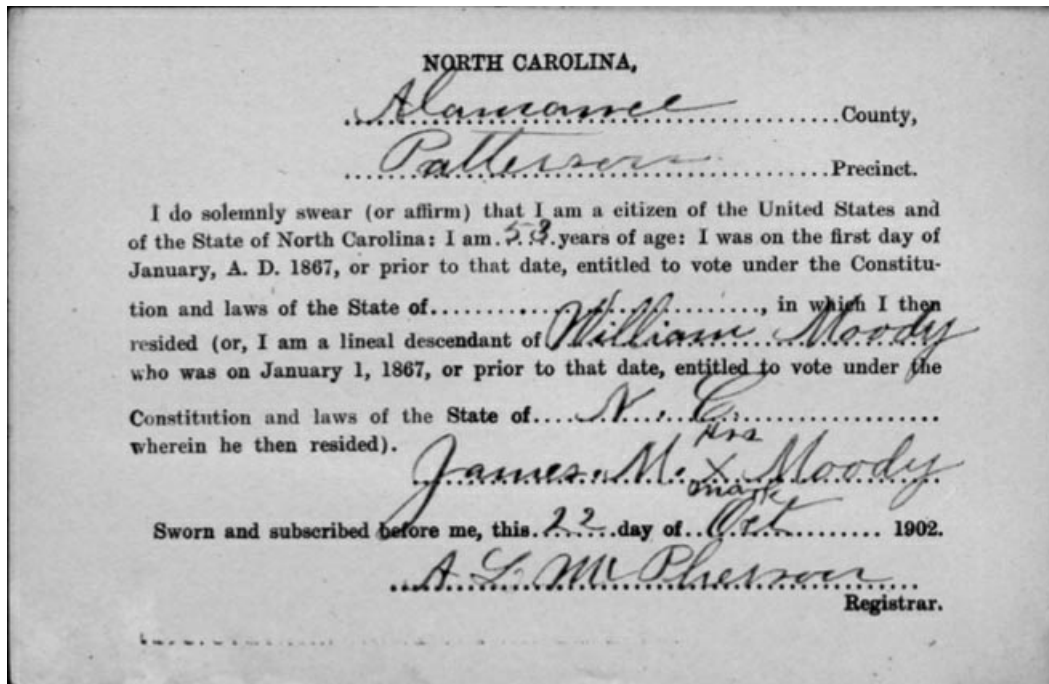 NORTH CAROLINA,
Alamance County,
Patterson Precinct.
I do solemnly swear (or affirm) that I am a citizen of the United States and
of the State of North Carolina: I am 53 years of age: I was on the first day of
January, A. D. 1867, or prior to that date, entitled to vote under the Constitu-
tion and laws of the State of...................., in which I then
resided (or, I am a lineal descendant of William Moody
who was on January 1, 1867, or prior to that date, entitled to vote under the
Constitution and laws of the State of N. C.
wherein he then resided).
his
James M. X Moody
mark
Sworn and subscribed before me, this 22 day of Oct 1902.
A L McPherson
Registrar.